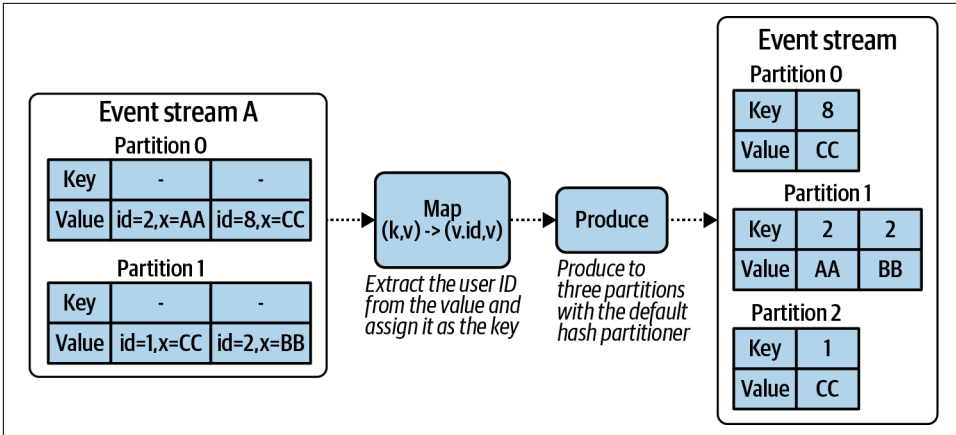 Event stream A
Partition 0
Key - -
Value id=2,x=AA id=8,x=CC
Partition 1
Key - -
Value id=1,x=CC id=2,x=BB
Map
(k,v) -> (v.id,v)
Extract the user ID
from the value and
assign it as the key
Produce
Produce to
three partitions
with the default
hash partitioner
Event stream
Partition 0
Key 8
Value CC
Partition 1
Key 2 2
Value AA BB
Partition 2
Key 1
Value CC